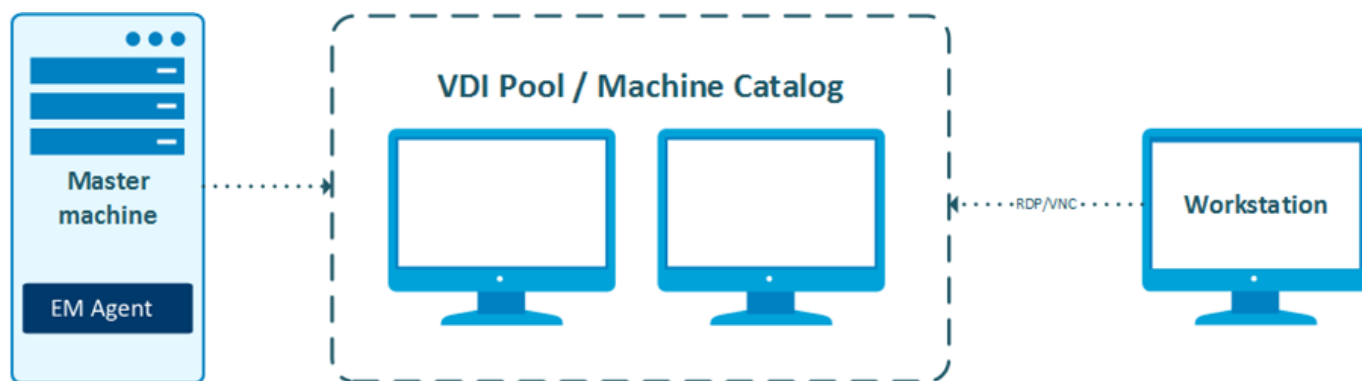 Master
machine
EM Agent
VDI Pool / Machine Catalog
RDP/VNC
Workstation